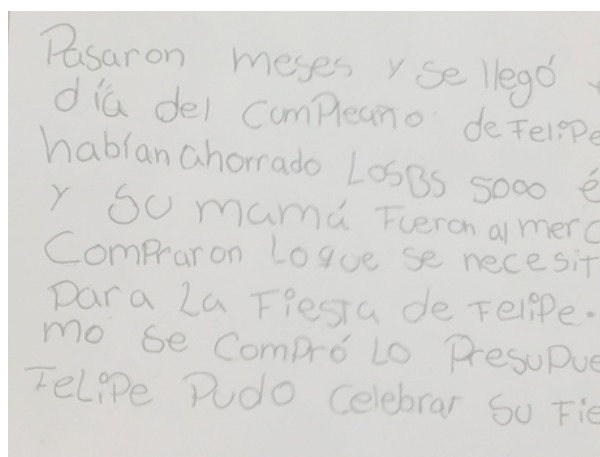 Pasaron meses y se llegó
día del cumpleaño de Felipe
habían ahorrado Los BS 5000 é
y su mamá Fueron al merc
Compraron Lo que se necesit
Para La Fiesta de Felipe.
mo se compró Lo Presupue
FeLipe Pudo celebrar su Fie